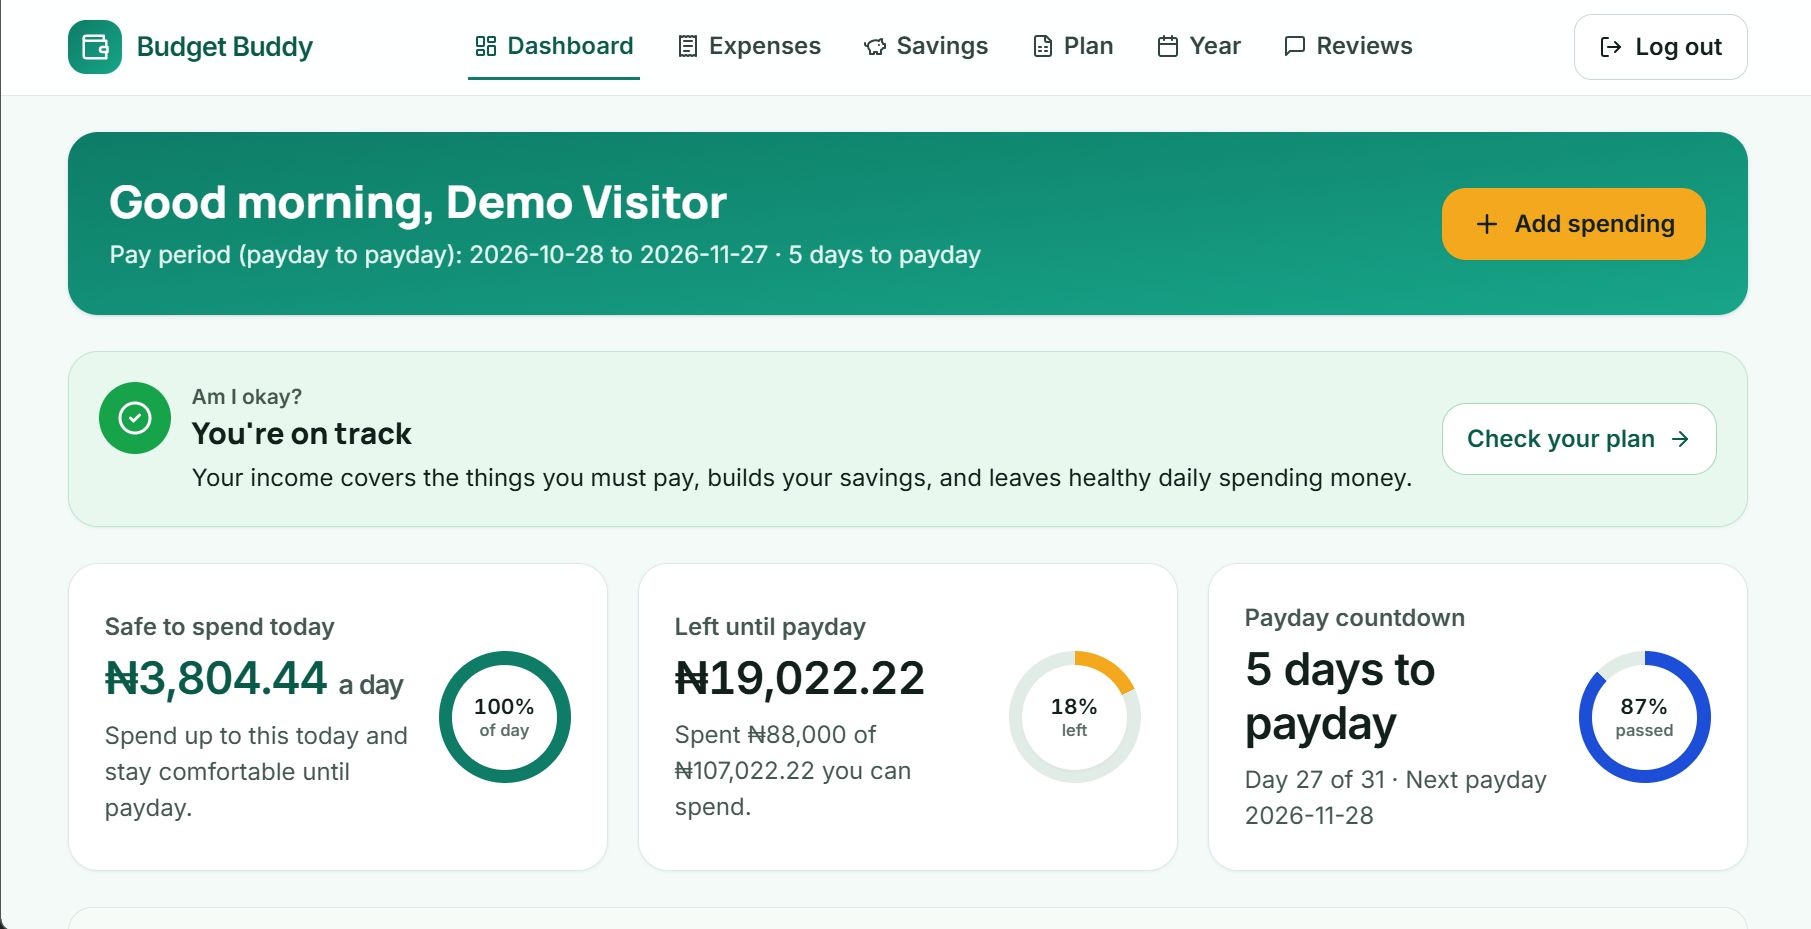 Budget Buddy
Dashboard
Expenses
Savings
Plan
Year
Reviews
Log out
Good morning, Demo Visitor
Pay period (payday to payday): 2026-10-28 to 2026-11-27 · 5 days to payday
Add spending
Am I okay?
You're on track
Your income covers the things you must pay, builds your savings, and leaves healthy daily spending money.
Check your plan
Safe to spend today
₦3,804.44 a day
Spend up to this today and
stay comfortable until
payday.
100%
of day
Left until payday
₦19,022.22
Spent ₦88,000 of
₦107,022.22 you can
spend.
18%
left
Payday countdown
5 days to
payday
Day 27 of 31 · Next payday
2026-11-28
87%
passed